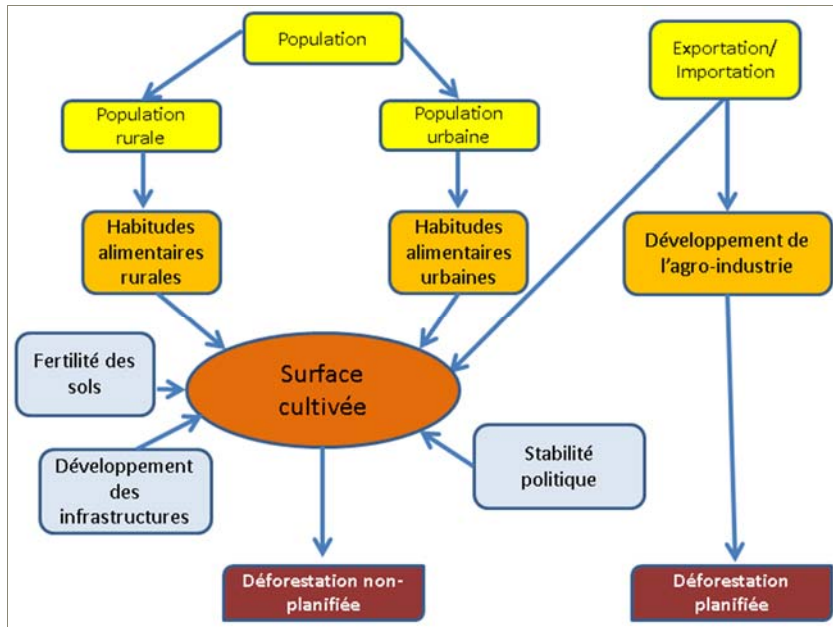 Population
Exportation/
Importation
Population
rurale
Population
urbaine
Habitudes
alimentaires
rurales
Habitudes
alimentaires
urbaines
Développement de
l'agro-industrie
Fertilité des
sols
Surface
cultivée
Développement
des
infrastructures
Stabilité
politique
Déforestation non-
planifiée
Déforestation
planifiée